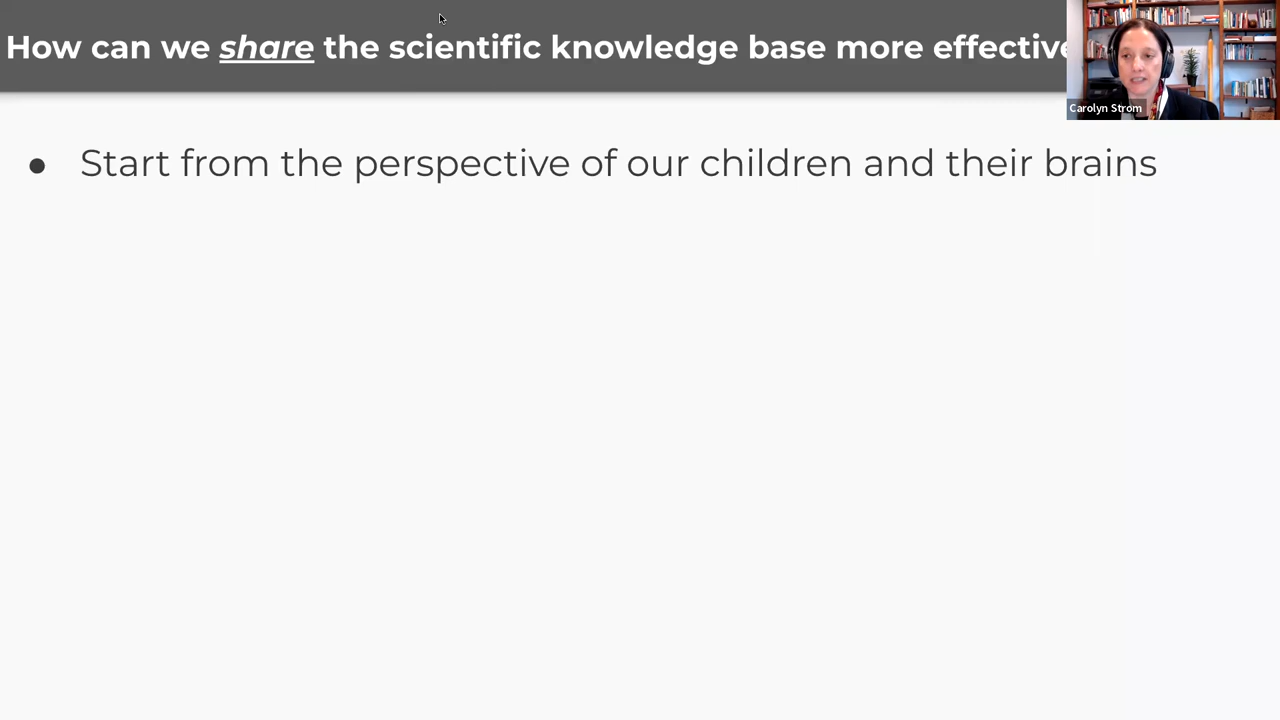 How can we share the scientific knowledge base more effective
Carolyn Strom
● Start from the perspective of our children and their brains